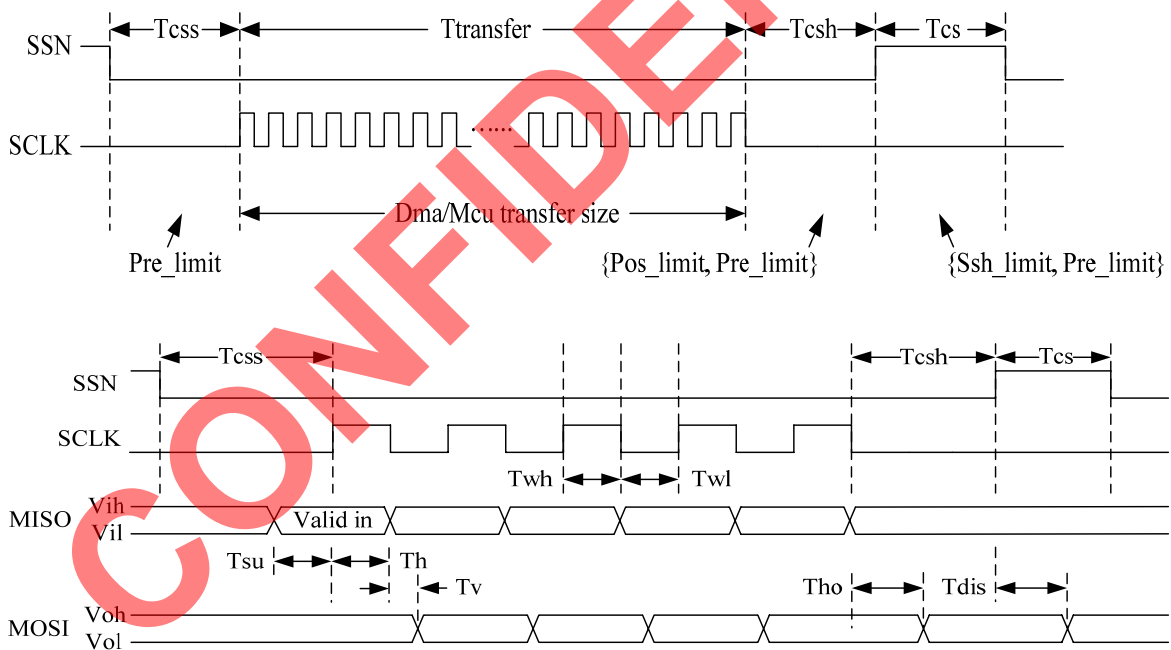 Tcss Ttransfer Tcsh Tcs
SSN
SCLK
.......
Dma/Mcu transfer size
Pre_limit {Pos_limit, Pre_limit} {Ssh_limit, Pre_limit}
Tcss Tcsh Tcs
SSN
SCLK
Twh Twl
MISO Vih Vil Valid in
Tsu Th Tv Tho Tdis
MOSI Voh Vol
CONFIDE